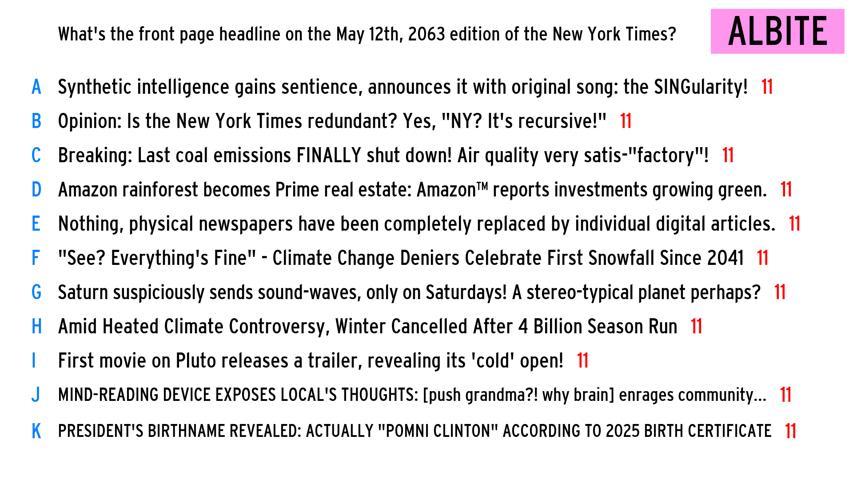 What's the front page headline on the May 12th, 2063 edition of the New York Times?
ALBITE
A Synthetic intelligence gains sentience, announces it with original song: the SINGularity! 11
B Opinion: Is the New York Times redundant? Yes, "NY? It's recursive!" 11
C Breaking: Last coal emissions FINALLY shut down! Air quality very satis-"factory"! 11
D Amazon rainforest becomes Prime real estate: Amazon™ reports investments growing green. 11
E Nothing, physical newspapers have been completely replaced by individual digital articles. 11
F "See? Everything's Fine" - Climate Change Deniers Celebrate First Snowfall Since 2041 11
G Saturn suspiciously sends sound-waves, only on Saturdays! A stereo-typical planet perhaps? 11
H Amid Heated Climate Controversy, Winter Cancelled After 4 Billion Season Run 11
I First movie on Pluto releases a trailer, revealing its 'cold' open! 11
J MIND-READING DEVICE EXPOSES LOCAL'S THOUGHTS: [push grandma?! why brain] enrages community... 11
K PRESIDENT'S BIRTHNAME REVEALED: ACTUALLY "POMNI CLINTON" ACCORDING TO 2025 BIRTH CERTIFICATE 11